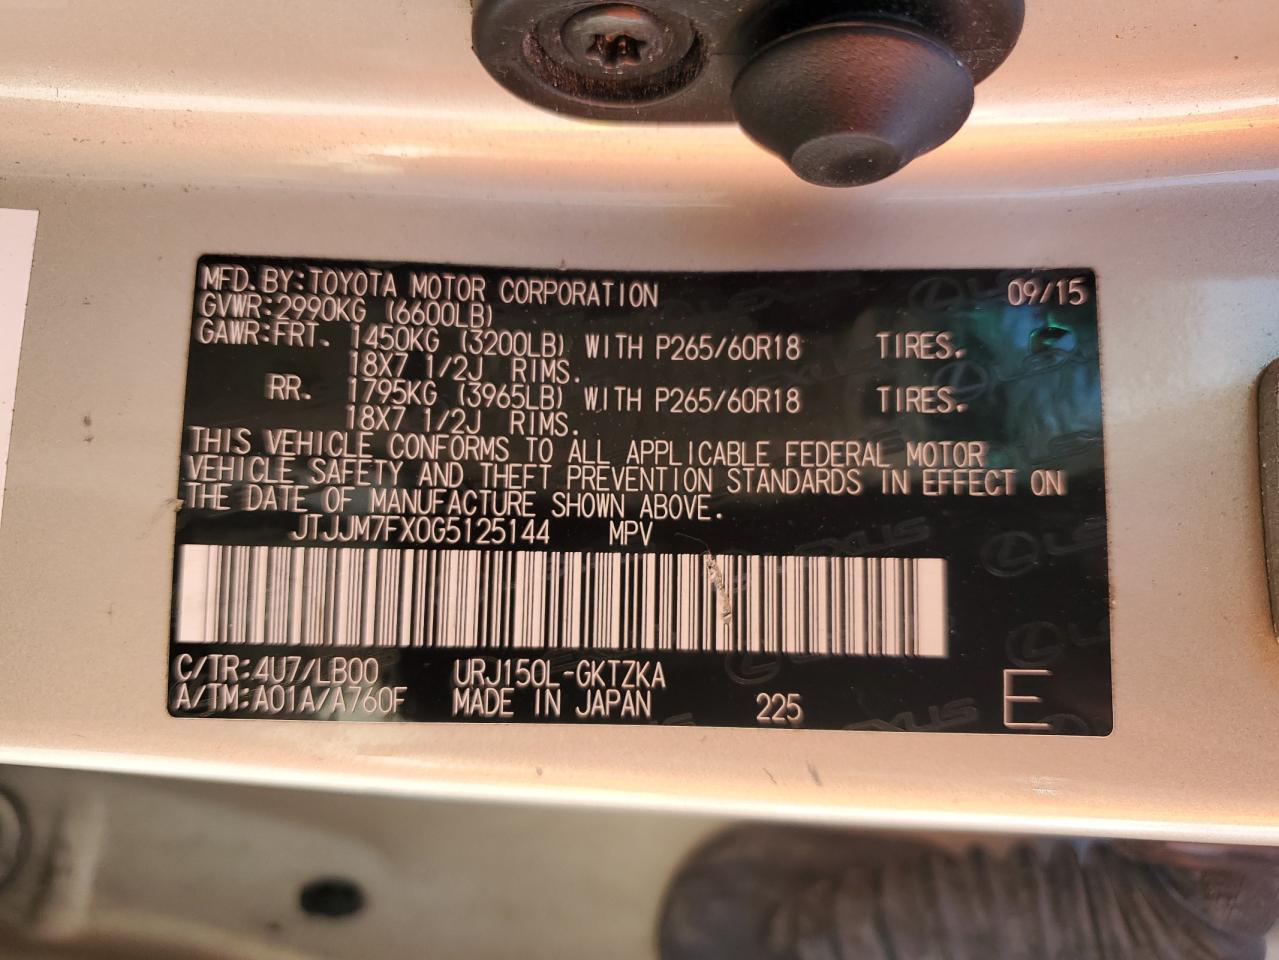 MFD.BY:TOYOTA MOTOR CORPORATION 09/15
GVWR:2990KG (6600LB)
GAWR:FRT. 1450KG (3200LB) WITH P265/60R18 TIRES.
18X7 1/2J RIMS.
RR. 1795KG (3965LB) WITH P265/60R18 TIRES.
18X7 1/2J RIMS.
THIS VEHICLE CONFORMS TO ALL APPLICABLE FEDERAL MOTOR
VEHICLE SAFETY AND THEFT PREVENTION STANDARDS IN EFFECT ON
THE DATE OF MANUFACTURE SHOWN ABOVE.
JTJJM7FX0G5125144 MPV
C/TR:4U7/LB00 URJ150L-GKTZKA
A/TM:A01A/A760F MADE IN JAPAN 225 E